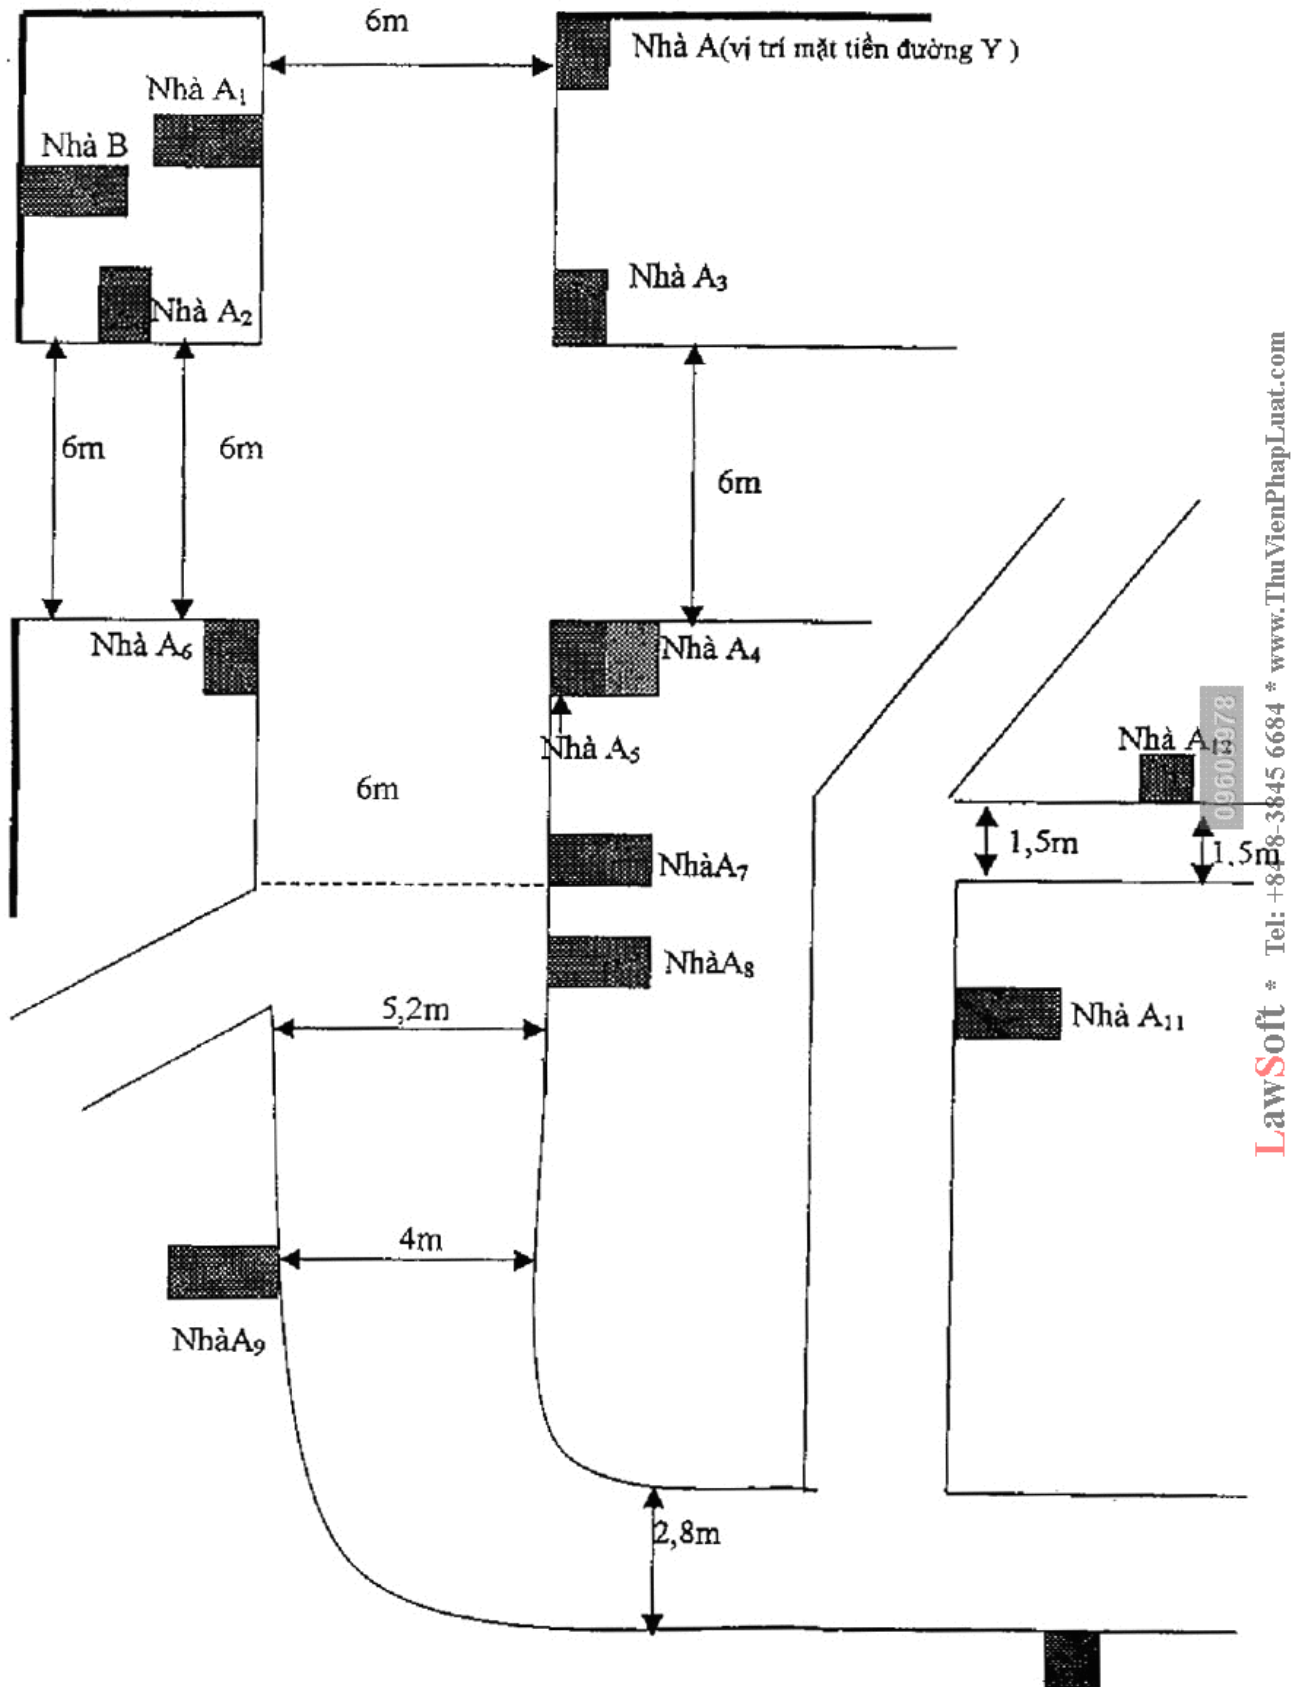 6m
Nhà A(vị trí mặt tiền đường Y )
Nhà A₁
Nhà B
Nhà A₃
Nhà A₂
6m
6m
6m
Nhà A₆
Nhà A₄
Nhà A₅
6m
Nhà A₁₂
1,5m
1,5m
NhàA₇
NhàA₈
5,2m
Nhà A₁₁
4m
NhàA₉
2,8m
09609978
LawSoft * Tel: +84-8-3845 6684 * www.ThuVienPhapLuat.com